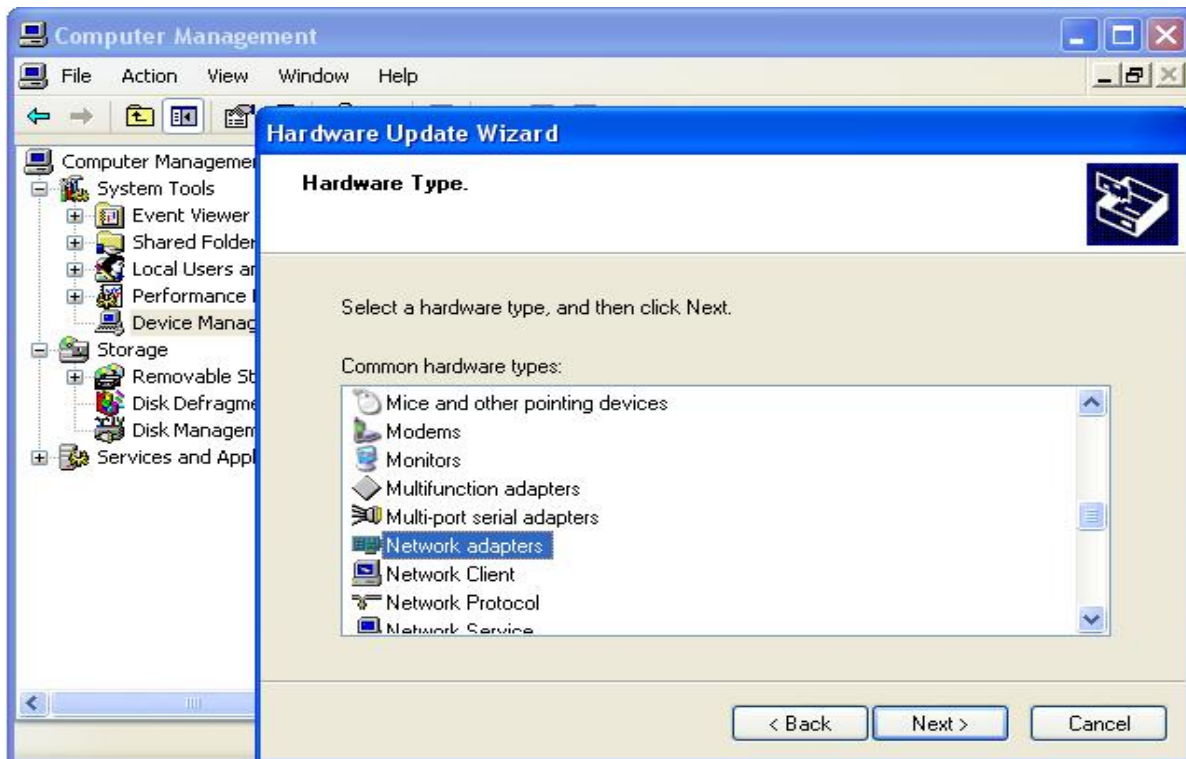 Computer Management
File Action View Window Help
Hardware Update Wizard
Computer Manageme
System Tools
Event Viewer
Shared Folder
Local Users ar
Performance
Device Manag
Storage
Removable St
Disk Defragme
Disk Managem
Services and Appl
Hardware Type.
Select a hardware type, and then click Next.
Common hardware types:
Mice and other pointing devices
Modems
Monitors
Multifunction adapters
Multi-port serial adapters
Network adapters
Network Client
Network Protocol
Network Service
< Back Next > Cancel